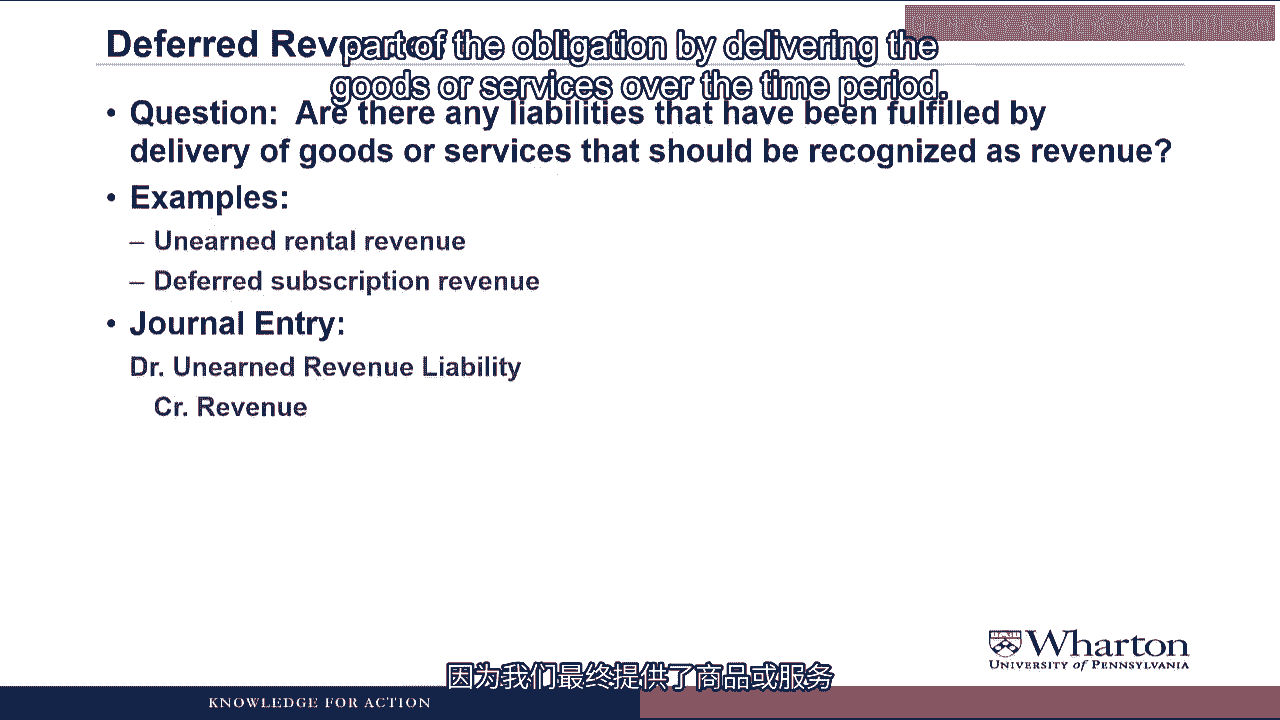 Deferred Revenue
part of the obligation by delivering the
goods or services over the time period.
• Question: Are there any liabilities that have been fulfilled by
delivery of goods or services that should be recognized as revenue?
• Examples:
– Unearned rental revenue
– Deferred subscription revenue
• Journal Entry:
Dr. Unearned Revenue Liability
Cr. Revenue
Wharton
UNIVERSITY of PENNSYLVANIA
因为我们最终提供了商品或服务
KNOWLEDGE FOR ACTION